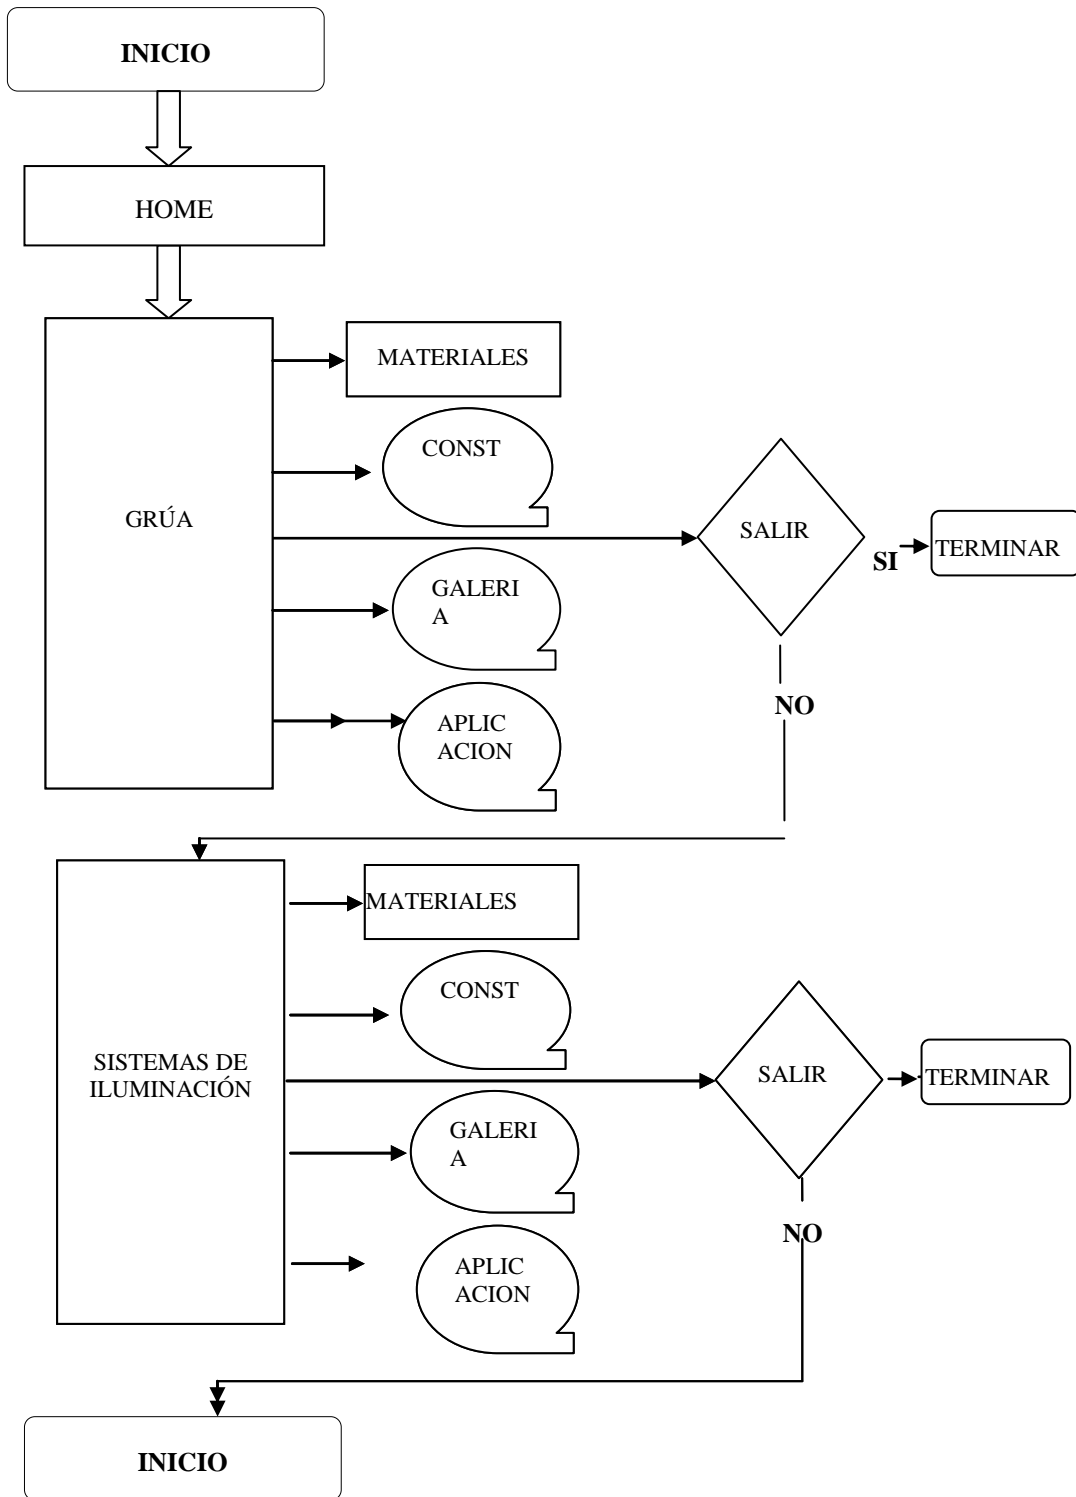 INICIO
HOME
MATERIALES
CONST
GRÚA
SALIR
SI
TERMINAR
GALERI
A
NO
APLIC
ACION
MATERIALES
CONST
SISTEMAS DE
ILUMINACIÓN
SALIR
TERMINAR
GALERI
A
NO
APLIC
ACION
INICIO